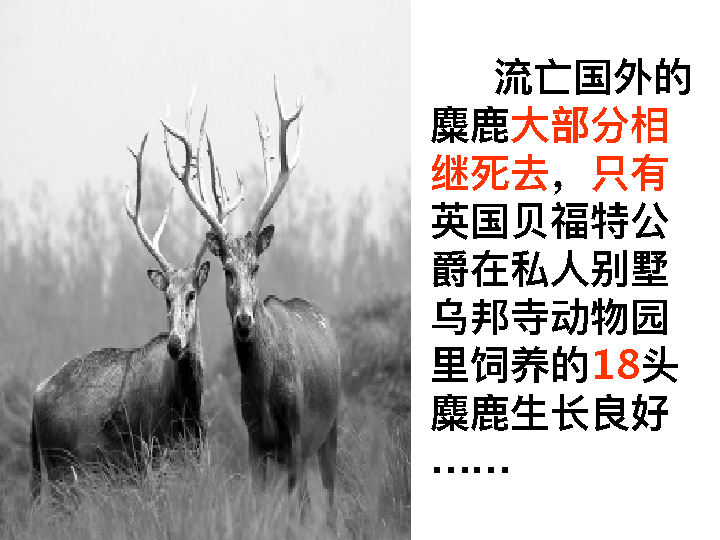 流亡国外的
麋鹿大部分相
继死去，只有
英国贝福特公
爵在私人别墅
乌邦寺动物园
里饲养的18头
麋鹿生长良好
……